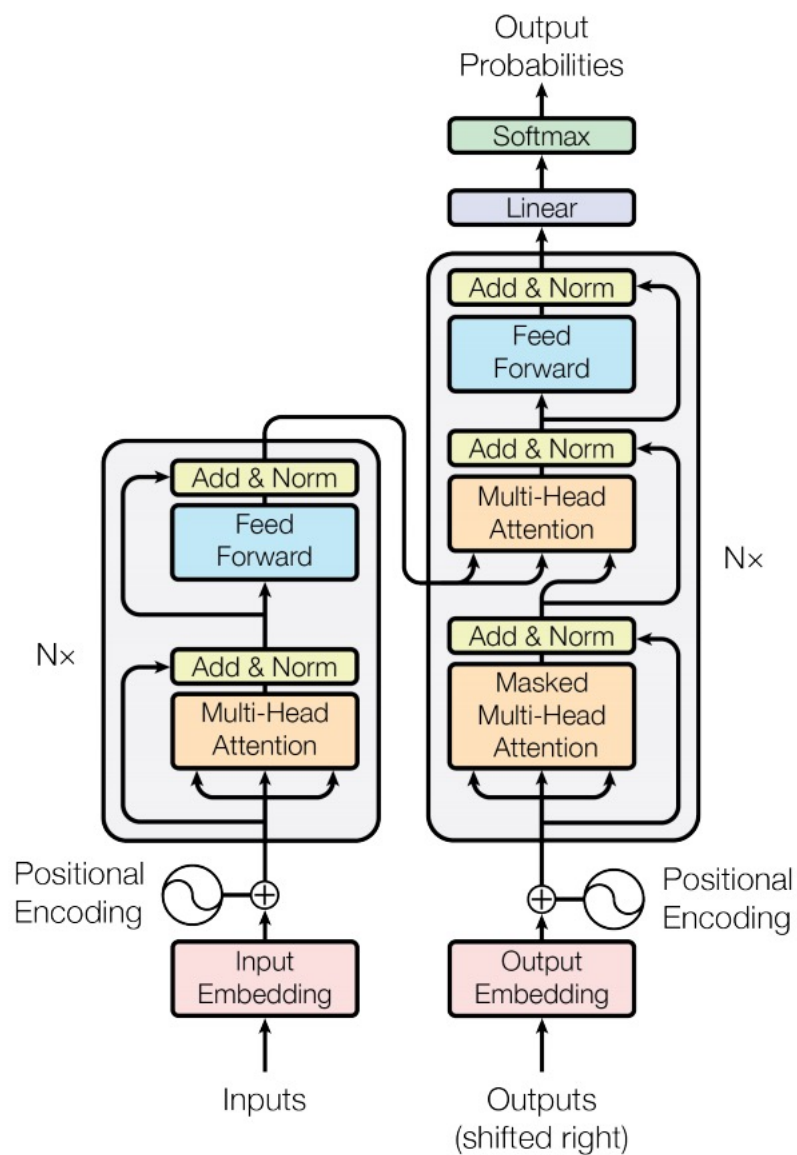 Output
Probabilities
Softmax
Linear
Add & Norm
Feed
Forward
Add & Norm
Multi-Head
Attention
Add & Norm
Masked
Multi-Head
Attention
Nx
Add & Norm
Feed
Forward
Add & Norm
Multi-Head
Attention
Nx
Positional
Encoding
Positional
Encoding
Input
Embedding
Output
Embedding
Inputs
Outputs
(shifted right)